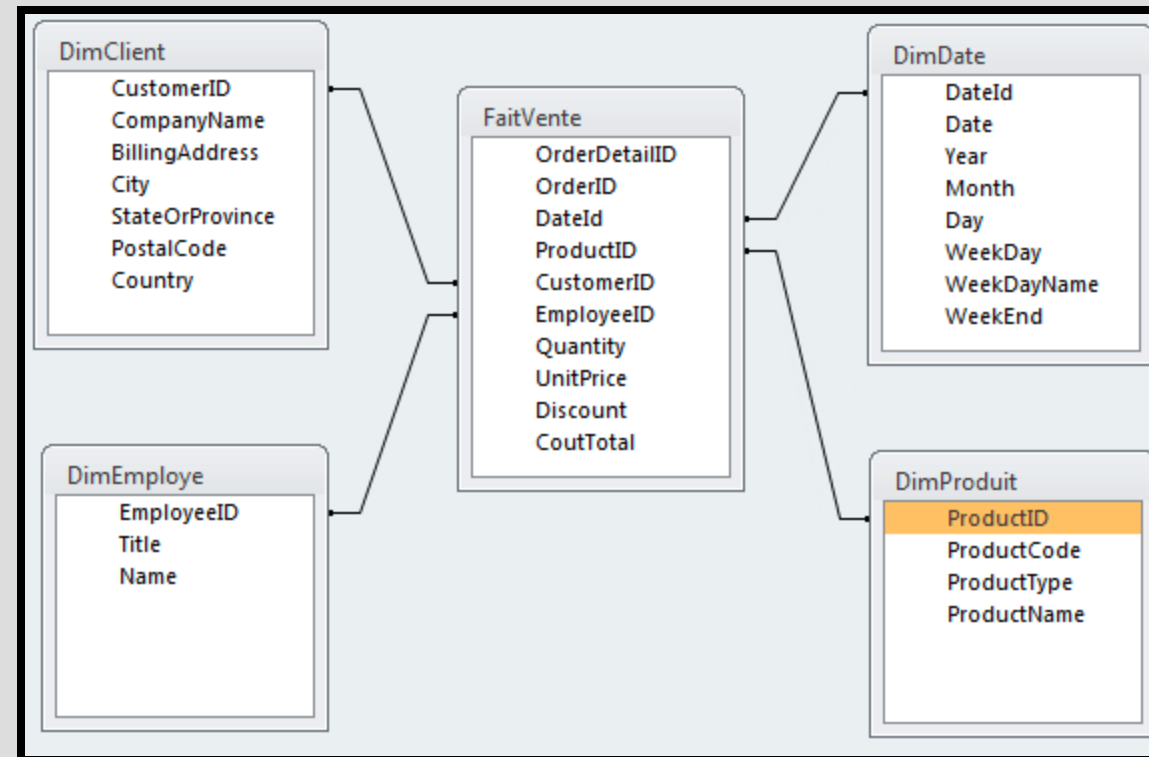 DimClient
CustomerID
CompanyName
BillingAddress
City
StateOrProvince
PostalCode
Country
FaitVente
OrderDetailID
OrderID
DateId
ProductID
CustomerID
EmployeeID
Quantity
UnitPrice
Discount
CoutTotal
DimDate
DateId
Date
Year
Month
Day
WeekDay
WeekDayName
WeekEnd
DimEmploye
EmployeeID
Title
Name
DimProduit
ProductID
ProductCode
ProductType
ProductName